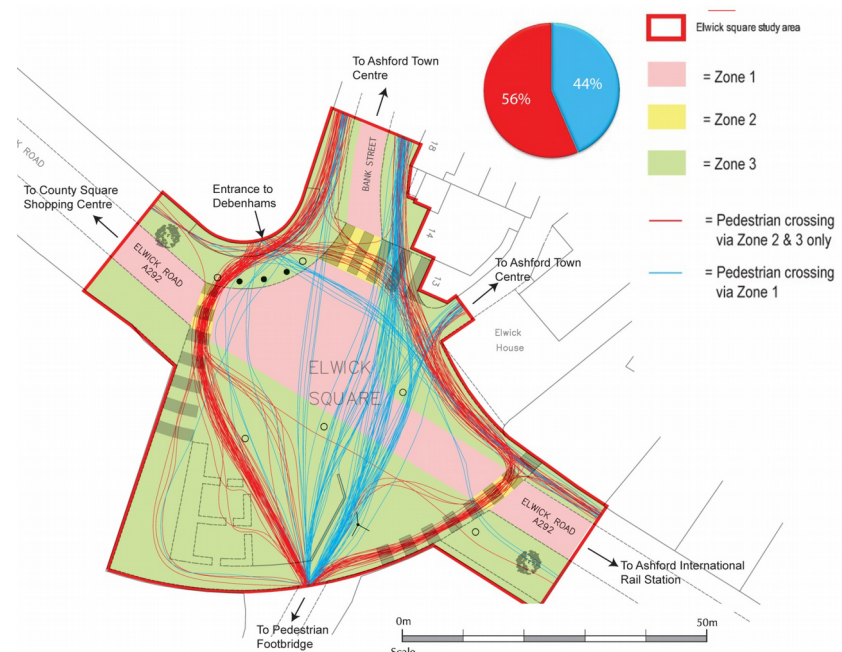 To Ashford Town
Centre
56%
44%
Elwick square study area
= Zone 1
= Zone 2
= Zone 3
= Pedestrian crossing
via Zone 2 & 3 only
= Pedestrian crossing
via Zone 1
K ROAD
To County Square
Shopping Centre
Entrance to
Debenhams
BANK STREET
18
14
13
ELWICK ROAD
A292
To Ashford Town
Centre
Elwick
House
ELWICK
SQUARE
ELWICK ROAD
A292
To Ashford International
Rail Station
To Pedestrian
Footbridge
0m
50m
Scale